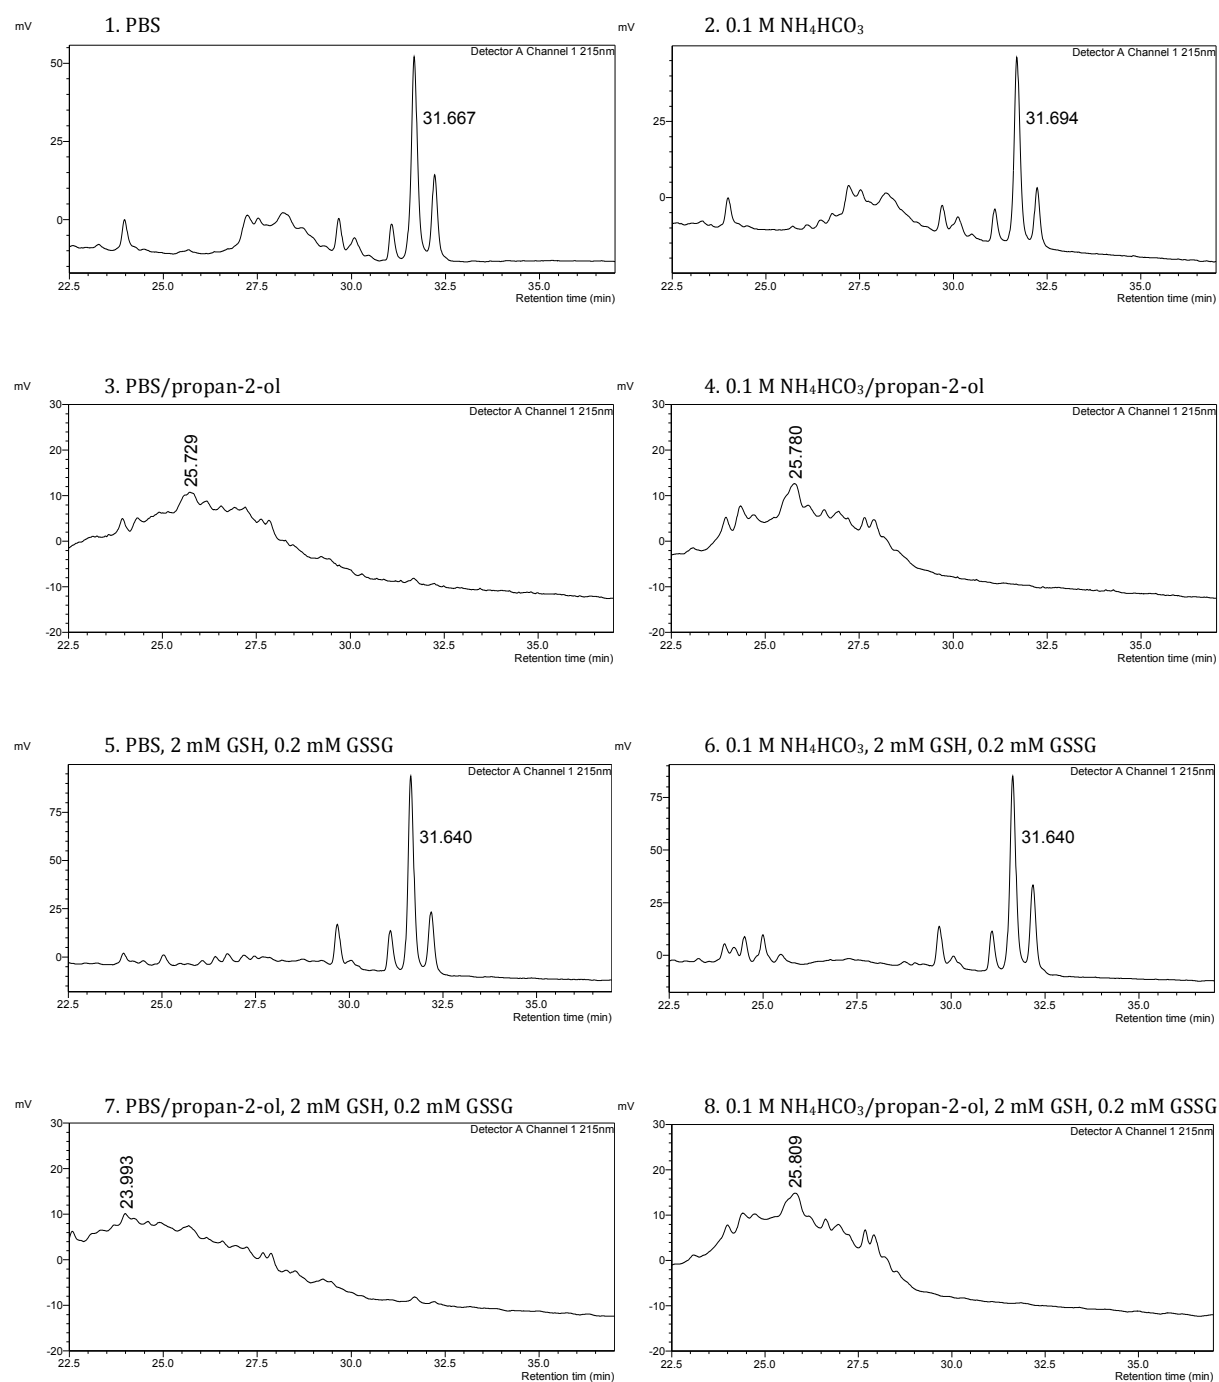 mV
1. PBS
Detector A Channel 1 215nm
50
25
0
31.667
22.5 25.0 27.5 30.0 32.5 35.0
Retention time (min)
mV
2. 0.1 M NH₄HCO₃
Detector A Channel 1 215nm
25
0
31.694
22.5 25.0 27.5 30.0 32.5 35.0
Retention time (min)
mV
3. PBS/propan-2-ol
Detector A Channel 1 215nm
30
20
10
0
-10
-20
25.729
22.5 25.0 27.5 30.0 32.5 35.0
Retention time (min)
mV
4. 0.1 M NH₄HCO₃/propan-2-ol
Detector A Channel 1 215nm
30
20
10
0
-10
-20
25.780
22.5 25.0 27.5 30.0 32.5 35.0
Retention time (min)
mV
5. PBS, 2 mM GSH, 0.2 mM GSSG
Detector A Channel 1 215nm
75
50
25
0
31.640
22.5 25.0 27.5 30.0 32.5 35.0
Retention time (min)
mV
6. 0.1 M NH₄HCO₃, 2 mM GSH, 0.2 mM GSSG
Detector A Channel 1 215nm
75
50
25
0
31.640
22.5 25.0 27.5 30.0 32.5 35.0
Retention time (min)
mV
7. PBS/propan-2-ol, 2 mM GSH, 0.2 mM GSSG
Detector A Channel 1 215nm
30
20
10
0
-10
-20
23.993
22.5 25.0 27.5 30.0 32.5 35.0
Retention tim (min)
mV
8. 0.1 M NH₄HCO₃/propan-2-ol, 2 mM GSH, 0.2 mM GSSG
Detector A Channel 1 215nm
30
20
10
0
-10
-20
25.809
22.5 25.0 27.5 30.0 32.5 35.0
Retention time (min)